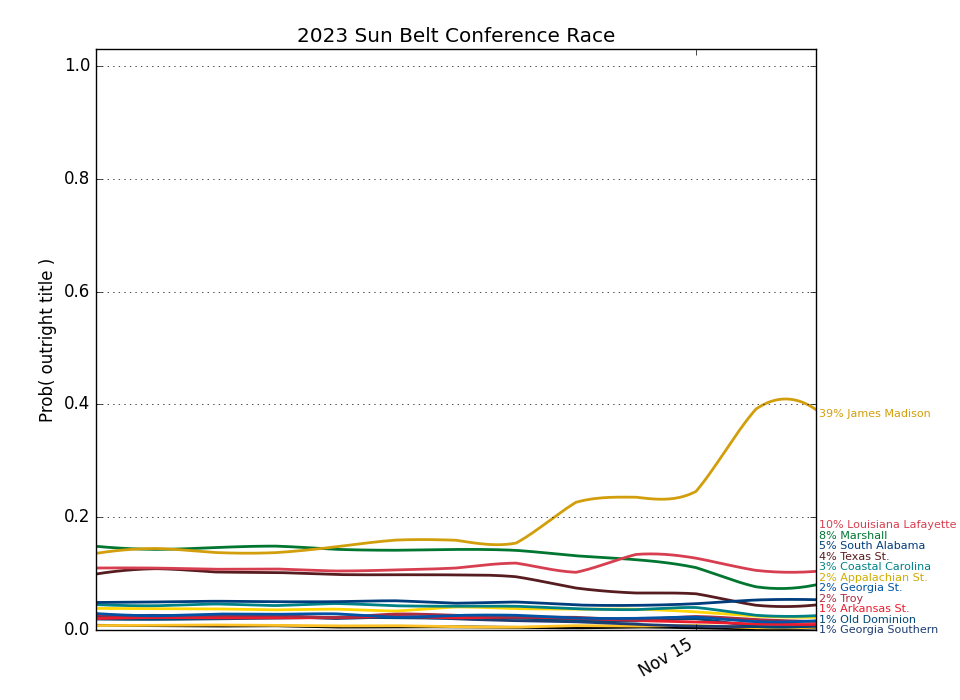 2023 Sun Belt Conference Race
Prob( outright title )
1.0
0.8
0.6
0.4
0.2
0.0
Nov 15
39% James Madison
10% Louisiana Lafayette
8% Marshall
5% South Alabama
4% Texas St.
3% Coastal Carolina
2% Appalachian St.
2% Georgia St.
2% Troy
1% Arkansas St.
1% Old Dominion
1% Georgia Southern